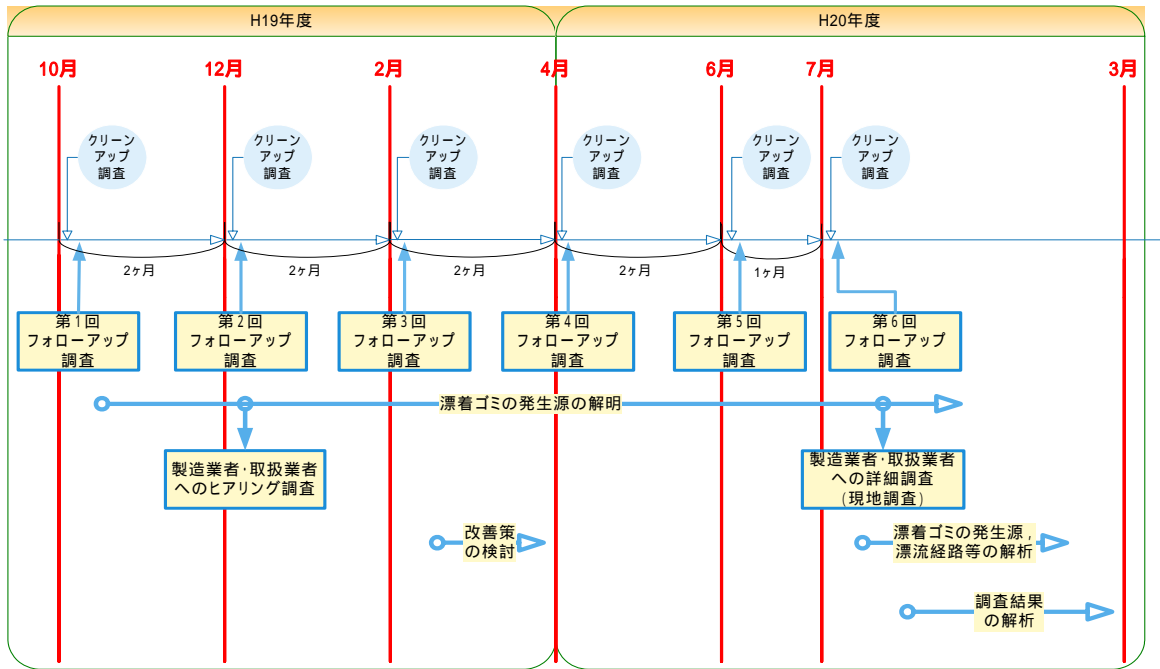 H19年度
H20年度
10月
12月
2月
4月
6月
7月
3月
クリーン
アップ
調査
クリーン
アップ
調査
クリーン
アップ
調査
クリーン
アップ
調査
クリーン
アップ
調査
クリーン
アップ
調査
2ヶ月
2ヶ月
2ヶ月
2ヶ月
1ヶ月
第1回
フォローアップ
調査
第2回
フォローアップ
調査
第3回
フォローアップ
調査
第4回
フォローアップ
調査
第5回
フォローアップ
調査
第6回
フォローアップ
調査
漂着ゴミの発生源の解明
製造業者・取扱業者
へのヒアリング調査
製造業者・取扱業者
への詳細調査
(現地調査)
改善策
の検討
漂着ゴミの発生源,
漂流経路等の解析
調査結果
の解析